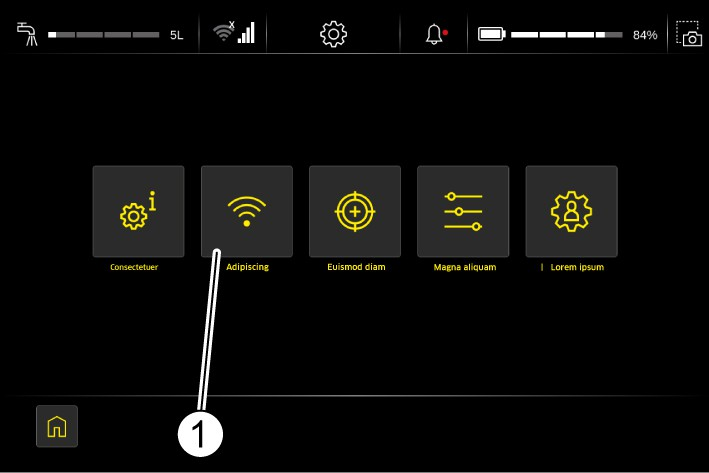 5L x 84%
i
Consectetuer Adipiscing Euismod diam Magna aliquam | Lorem ipsum
1